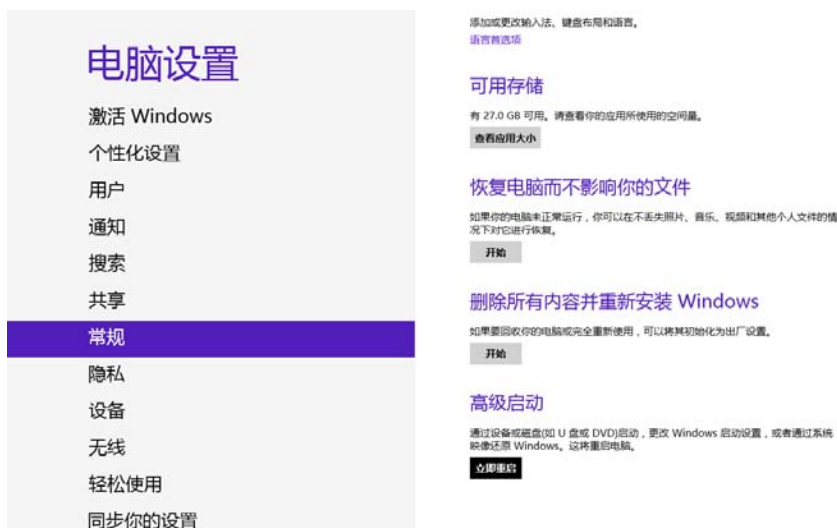 电脑设置
激活 Windows
个性化设置
用户
通知
搜索
共享
常规
隐私
设备
无线
轻松使用
同步你的设置
添加或更改输入法、键盘布局和语言。
语言首选项
可用存储
有 27.0 GB 可用。请查看你的应用所使用的空间量。
查看应用大小
恢复电脑而不影响你的文件
如果你的电脑未正常运行，你可以在不丢失照片、音乐、视频和其他个人文件的情
况下对它进行恢复。
开始
删除所有内容并重新安装 Windows
如果要回收你的电脑或完全重新使用，可以将其初始化为出厂设置。
开始
高级启动
通过设备或磁盘(如 U 盘或 DVD)启动，更改 Windows 启动设置，或者通过系统
映像还原 Windows。这将重启电脑。
立即重启